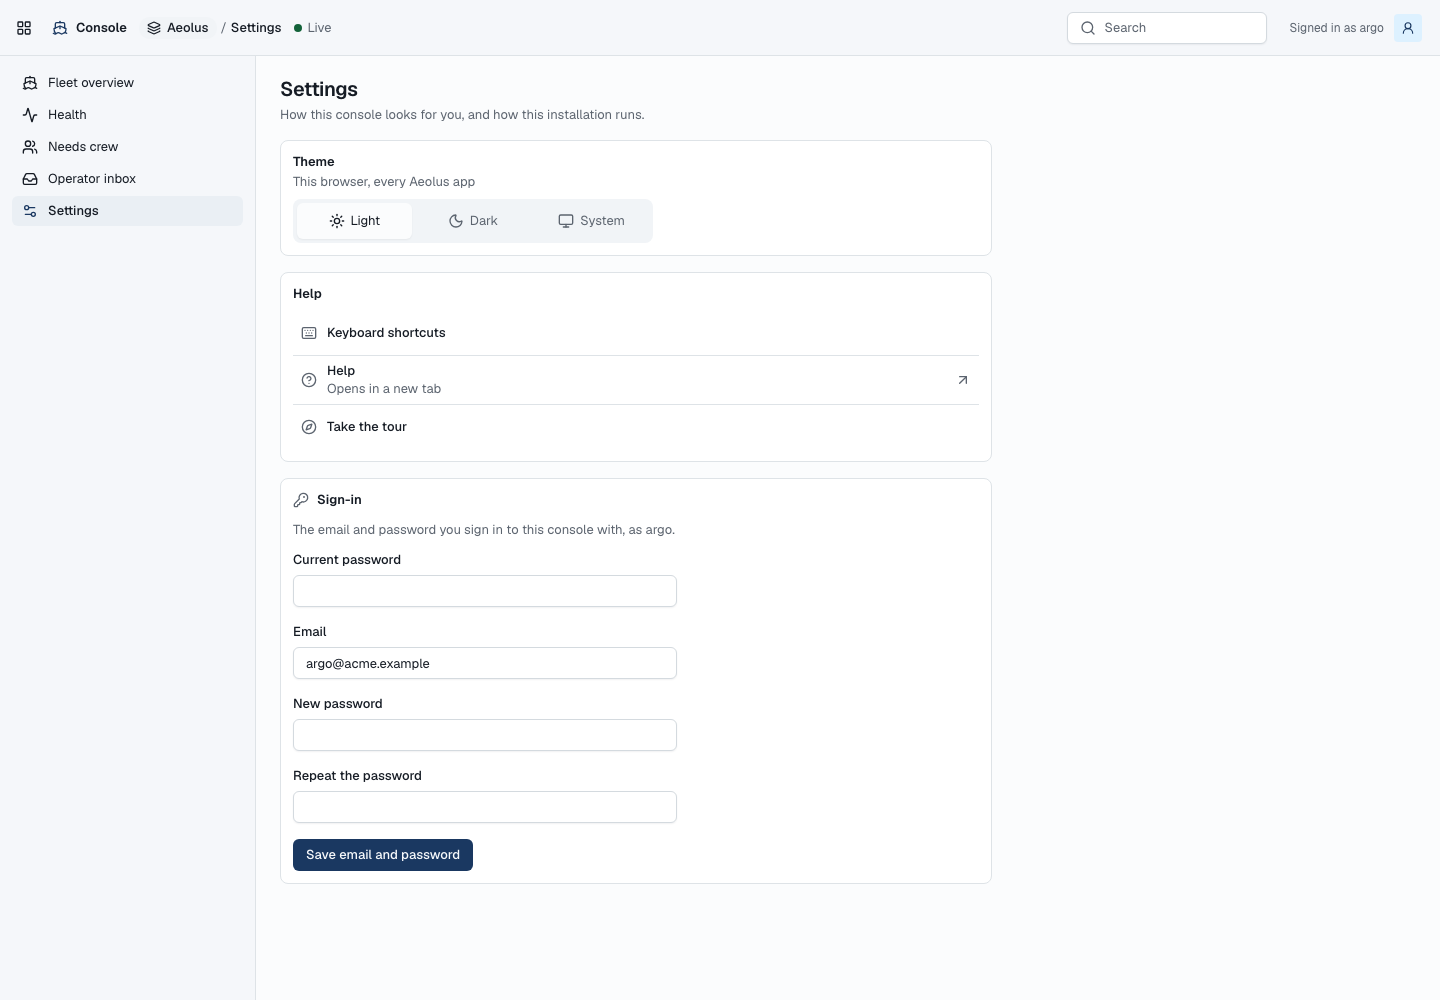 Console Aeolus / Settings Live
Search
Signed in as argo
Fleet overview
Health
Needs crew
Operator inbox
Settings
Settings
How this console looks for you, and how this installation runs.
Theme
This browser, every Aeolus app
Light Dark System
Help
Keyboard shortcuts
Help
Opens in a new tab
Take the tour
Sign-in
The email and password you sign in to this console with, as argo.
Current password
Email
argo@acme.example
New password
Repeat the password
Save email and password